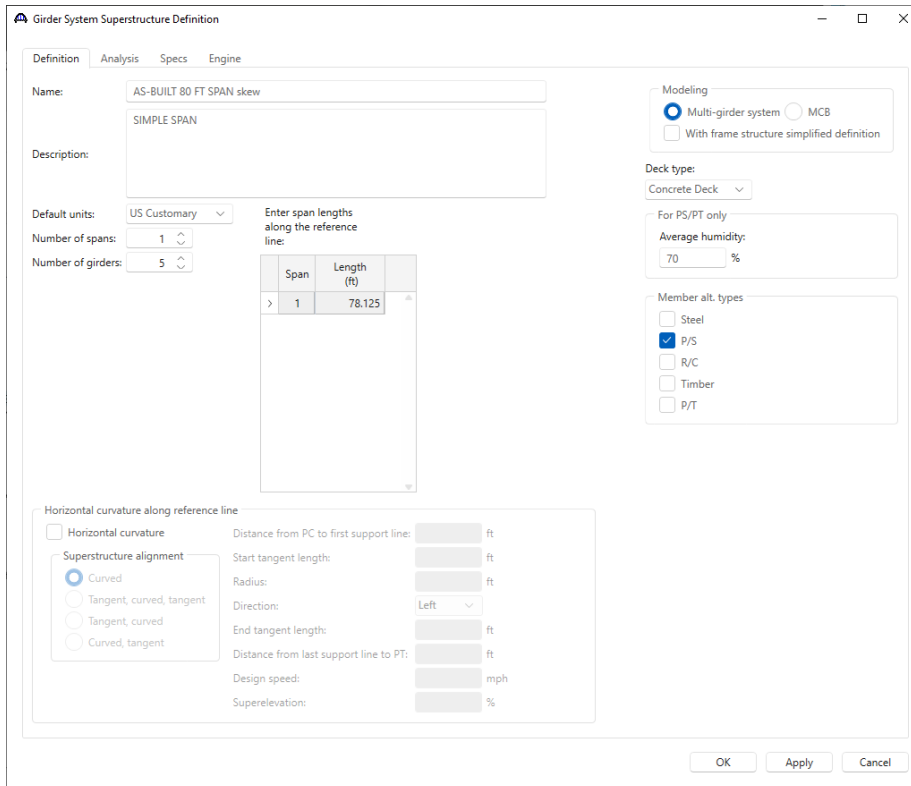 Girder System Superstructure Definition
Definition Analysis Specs Engine
Name: AS-BUILT 80 FT SPAN skew
Description: SIMPLE SPAN
Default units: US Customary
Number of spans: 1
Number of girders: 5
Enter span lengths
along the reference
line:
Span Length
(ft)
1 78.125
Modeling
Multi-girder system MCB
With frame structure simplified definition
Deck type:
Concrete Deck
For PS/PT only
Average humidity:
70 %
Member alt. types
Steel
P/S
R/C
Timber
P/T
Horizontal curvature along reference line
Horizontal curvature
Superstructure alignment
Curved
Tangent, curved, tangent
Tangent, curved
Curved, tangent
Distance from PC to first support line: ft
Start tangent length: ft
Radius: ft
Direction: Left
End tangent length: ft
Distance from last support line to PT: ft
Design speed: mph
Superelevation: %
OK Apply Cancel